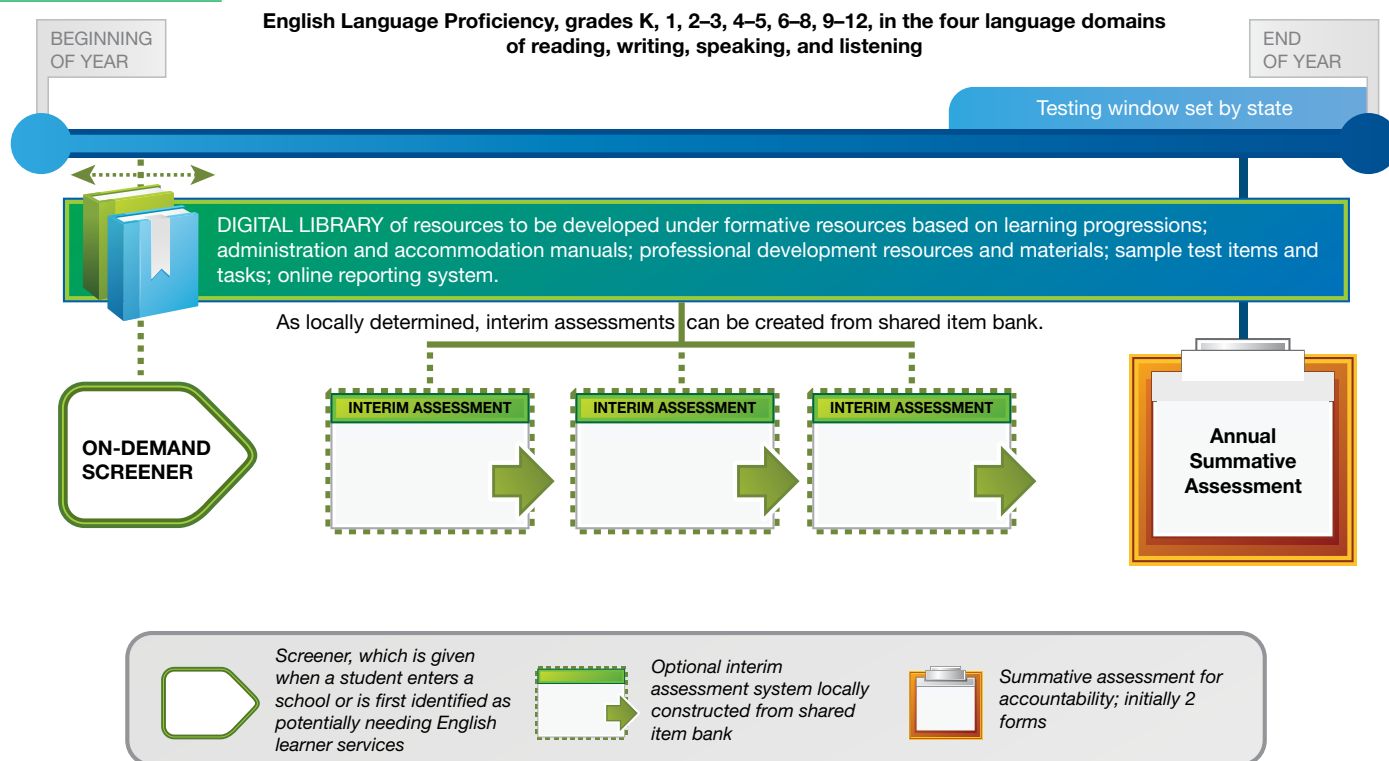 English Language Proficiency, grades K, 1, 2–3, 4–5, 6–8, 9–12, in the four language domains
of reading, writing, speaking, and listening
BEGINNING
OF YEAR
END
OF YEAR
Testing window set by state
DIGITAL LIBRARY of resources to be developed under formative resources based on learning progressions;
administration and accommodation manuals; professional development resources and materials; sample test items and
tasks; online reporting system.
As locally determined, interim assessments can be created from shared item bank.
ON-DEMAND
SCREENER
INTERIM ASSESSMENT
INTERIM ASSESSMENT
INTERIM ASSESSMENT
Annual
Summative
Assessment
Screener, which is given
when a student enters a
school or is first identified as
potentially needing English
learner services
Optional interim
assessment system locally
constructed from shared
item bank
Summative assessment for
accountability; initially 2
forms